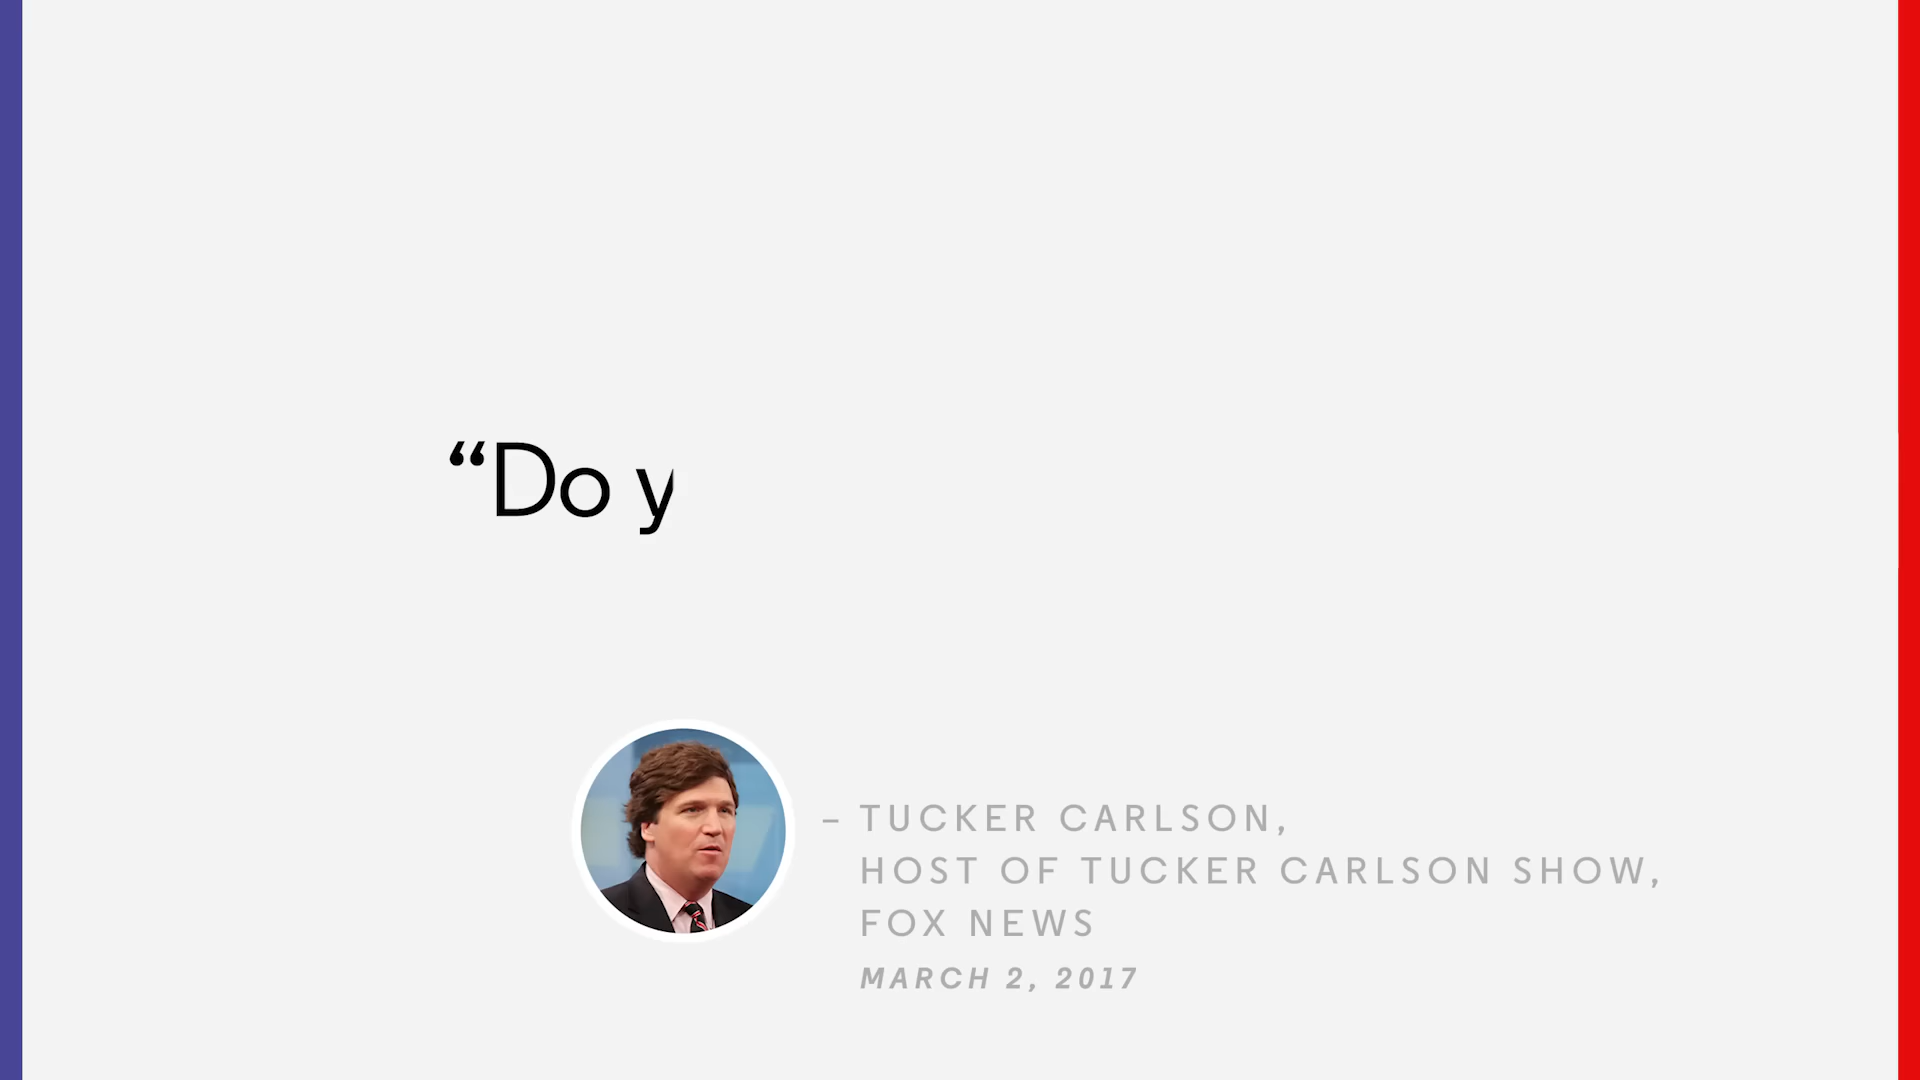 “Do y
– TUCKER CARLSON,
HOST OF TUCKER CARLSON SHOW,
FOX NEWS
MARCH 2, 2017